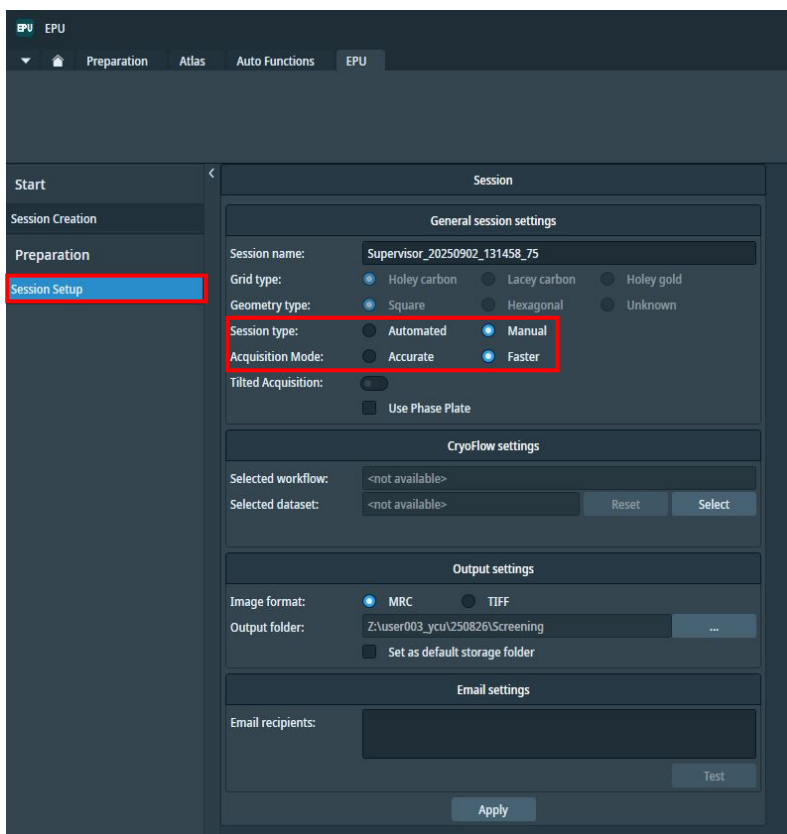 EPU EPU
Preparation Atlas Auto Functions EPU
Start
Session Creation
Preparation
Session Setup
Session
General session settings
Session name: Supervisor_20250902_131458_75
Grid type: Holey carbon Lacey carbon Holey gold
Geometry type: Square Hexagonal Unknown
Session type: Automated Manual
Acquisition Mode: Accurate Faster
Tilted Acquisition:
Use Phase Plate
CryoFlow settings
Selected workflow: <not available>
Selected dataset: <not available> Reset Select
Output settings
Image format: MRC TIFF
Output folder: Z:\user003_ycu\250826\Screening ...
Set as default storage folder
Email settings
Email recipients:
Test
Apply